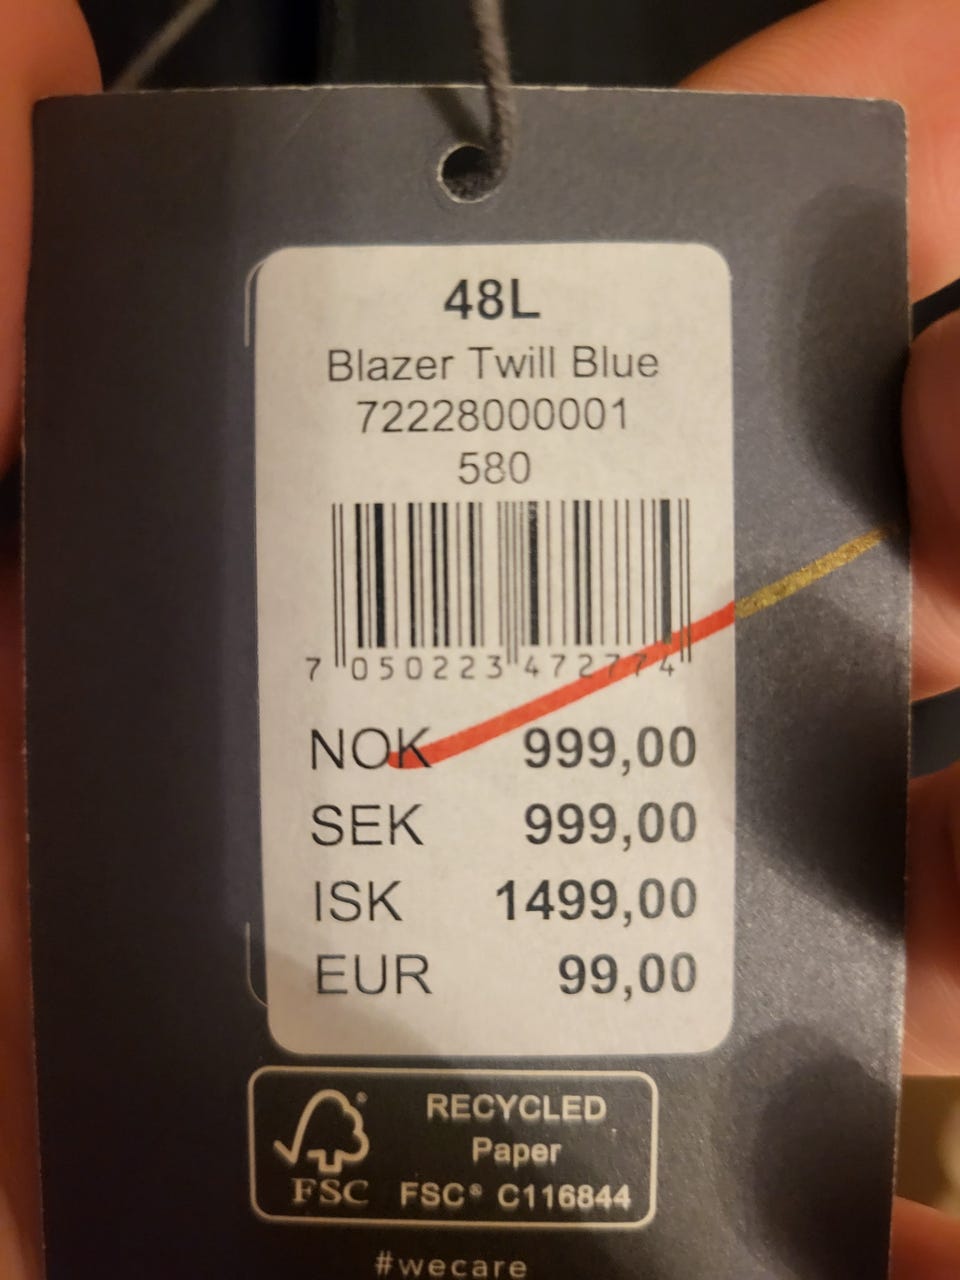 48L
Blazer Twill Blue
72228000001
580
7 050223 472774
NOK 999,00
SEK 999,00
ISK 1499,00
EUR 99,00
RECYCLED
Paper
FSC® C116844
®
FSC
#wecare